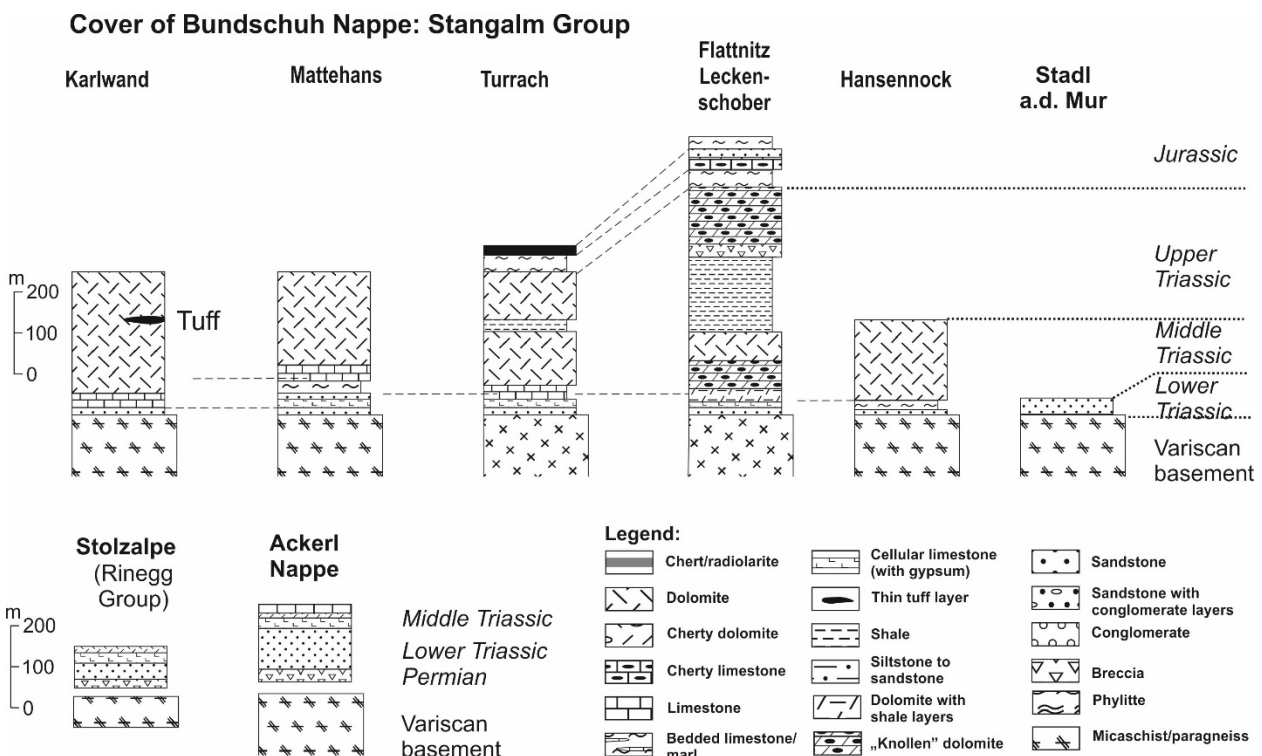 Cover of Bundschuh Nappe: Stangalm Group
Karlwand
Mattehans
Turrach
Flattnitz
Lecken-
schober
Hansennock
Stadl
a.d. Mur
Jurassic
Upper
Triassic
Middle
Triassic
Lower
Triassic
Variscan
basement
m
200
100
0
Tuff
Stolzalpe
(Rinegg
Group)
Ackerl
Nappe
m
200
100
0
Middle Triassic
Lower Triassic
Permian
Variscan
basement
Legend:
Chert/radiolarite
Dolomite
Cherty dolomite
Cherty limestone
Limestone
Bedded limestone/
marl
Cellular limestone
(with gypsum)
Thin tuff layer
Shale
Siltstone to
sandstone
Dolomite with
shale layers
„Knollen” dolomite
Sandstone
Sandstone with
conglomerate layers
Conglomerate
Breccia
Phylitte
Micaschist/paragneiss